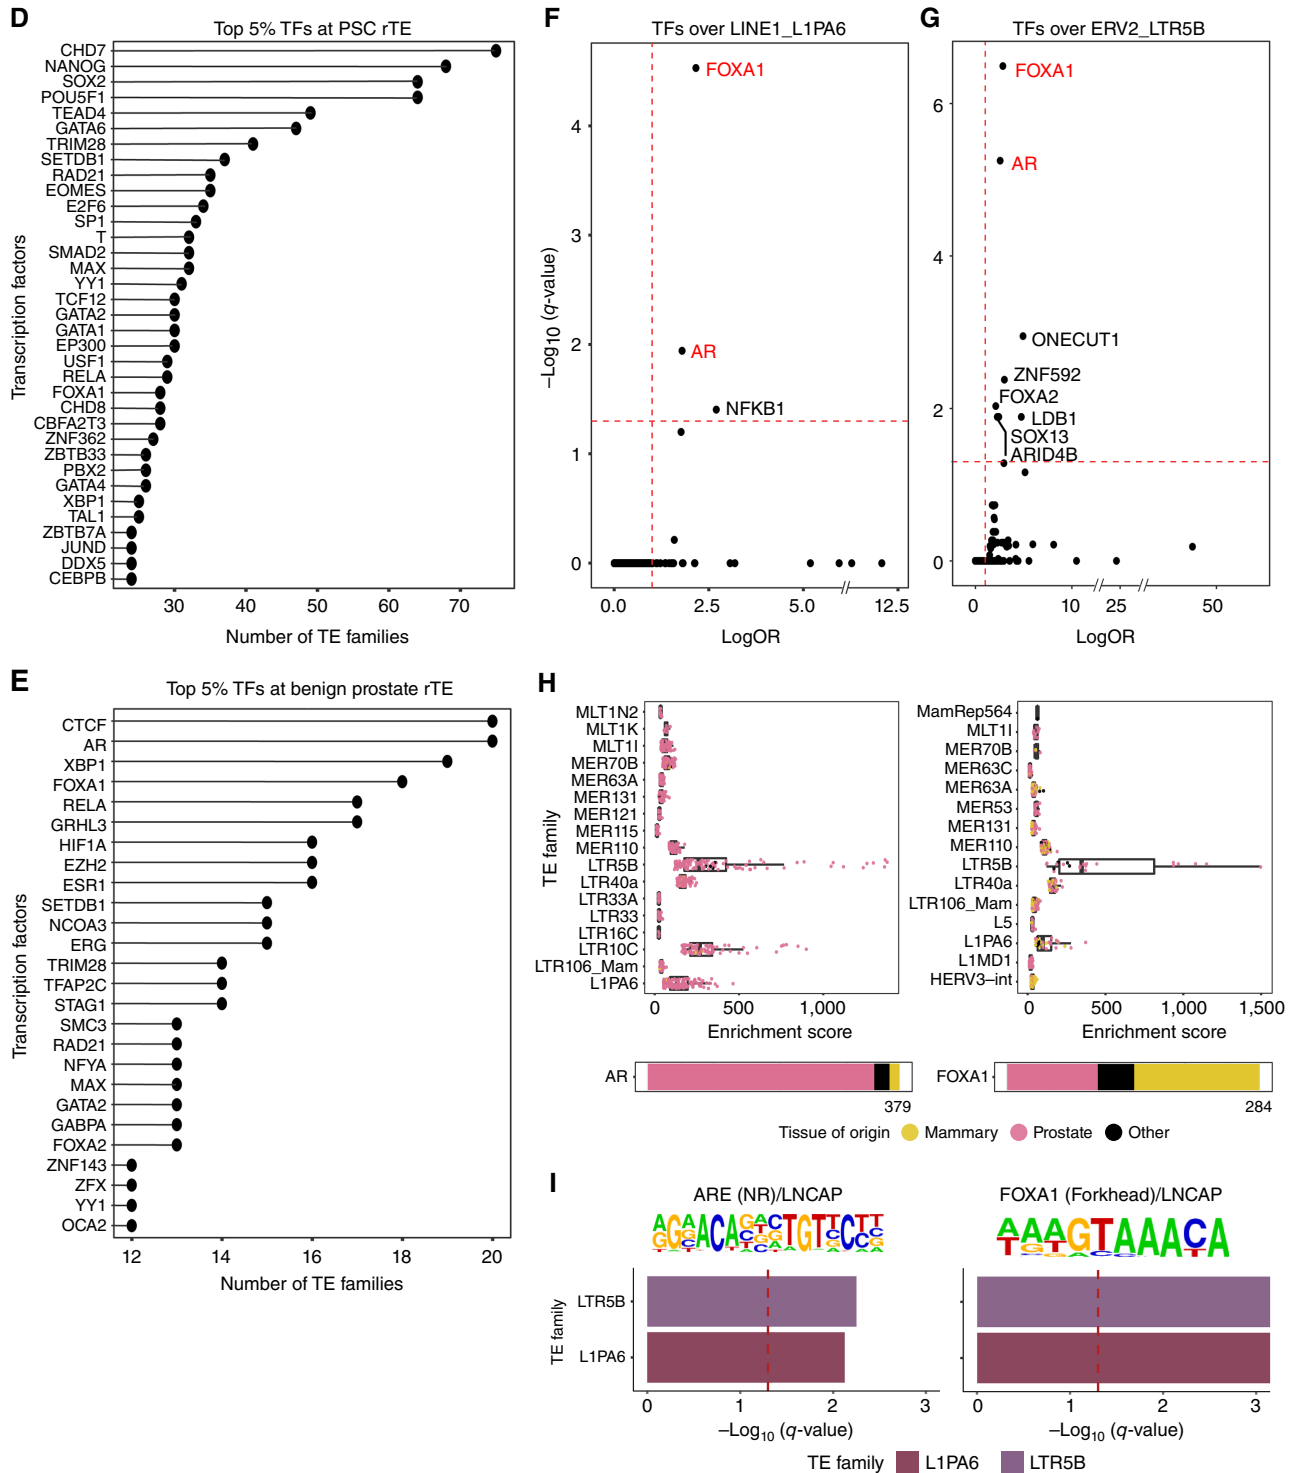 D
Top 5% TFs at PSC rTE
Transcription factors
CHD7
NANOG
SOX2
POU5F1
TEAD4
GATA6
TRIM28
SETDB1
RAD21
EOMES
E2F6
SP1
T
SMAD2
MAX
YY1
TCF12
GATA2
GATA1
EP300
USF1
RELA
FOXA1
CHD8
CBFA2T3
ZNF362
ZBTB33
PBX2
GATA4
XBP1
TAL1
ZBTB7A
JUND
DDX5
CEBPB
30 40 50 60 70
Number of TE families
F
TFs over LINE1_L1PA6
–Log10 (q-value)
4
3
2
1
0
FOXA1
AR
NFKB1
0.0 2.5 5.0 12.5
LogOR
G
TFs over ERV2_LTR5B
6
4
2
0
FOXA1
AR
ONECUT1
ZNF592
FOXA2
LDB1
SOX13
ARID4B
0 10 25 50
LogOR
E
Top 5% TFs at benign prostate rTE
Transcription factors
CTCF
AR
XBP1
FOXA1
RELA
GRHL3
HIF1A
EZH2
ESR1
SETDB1
NCOA3
ERG
TRIM28
TFAP2C
STAG1
SMC3
RAD21
NFYA
MAX
GATA2
GABPA
FOXA2
ZNF143
ZFX
YY1
OCA2
12 14 16 18 20
Number of TE families
H
TE family
MLT1N2
MLT1K
MLT1I
MER70B
MER63A
MER131
MER121
MER115
MER110
LTR5B
LTR40a
LTR33A
LTR33
LTR16C
LTR10C
LTR106_Mam
L1PA6
0 500 1,000
Enrichment score
MamRep564
MLT1I
MER70B
MER63C
MER63A
MER53
MER131
MER110
LTR5B
LTR40a
LTR106_Mam
L5
L1PA6
L1MD1
HERV3–int
0 500 1,000 1,500
Enrichment score
AR
379
FOXA1
284
Tissue of origin Mammary Prostate Other
I
ARE (NR)/LNCAP
TE family
LTR5B
L1PA6
0 1 2 3
–Log10 (q-value)
FOXA1 (Forkhead)/LNCAP
0 1 2 3
–Log10 (q-value)
TE family L1PA6 LTR5B